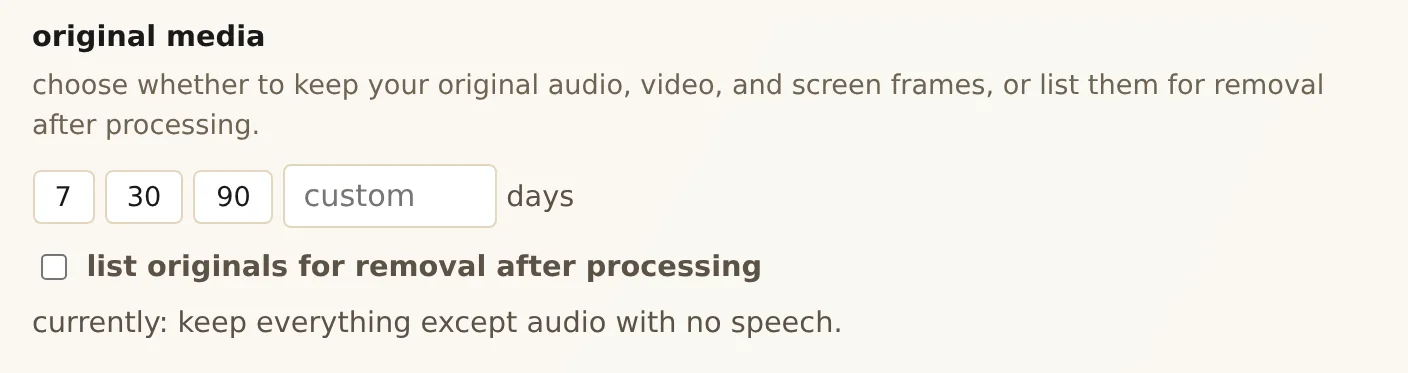 original media
choose whether to keep your original audio, video, and screen frames, or list them for removal
after processing.
7 30 90 custom days
list originals for removal after processing
currently: keep everything except audio with no speech.